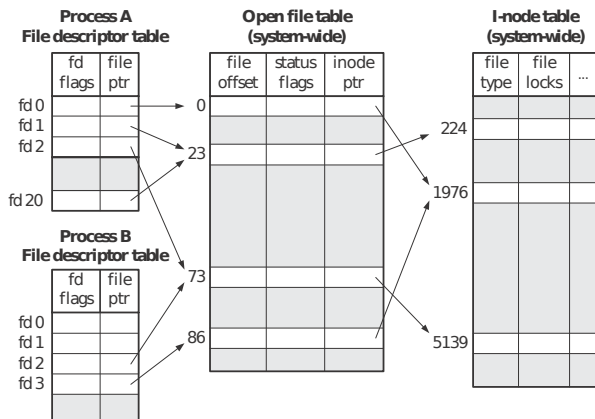 Process A
File descriptor table
fd flags
file ptr
fd 0
fd 1
fd 2
fd 20
Process B
File descriptor table
fd flags
file ptr
fd 0
fd 1
fd 2
fd 3
Open file table
(system-wide)
file offset
status flags
inode ptr
0
23
73
86
I-node table
(system-wide)
file type
file locks
...
224
1976
5139